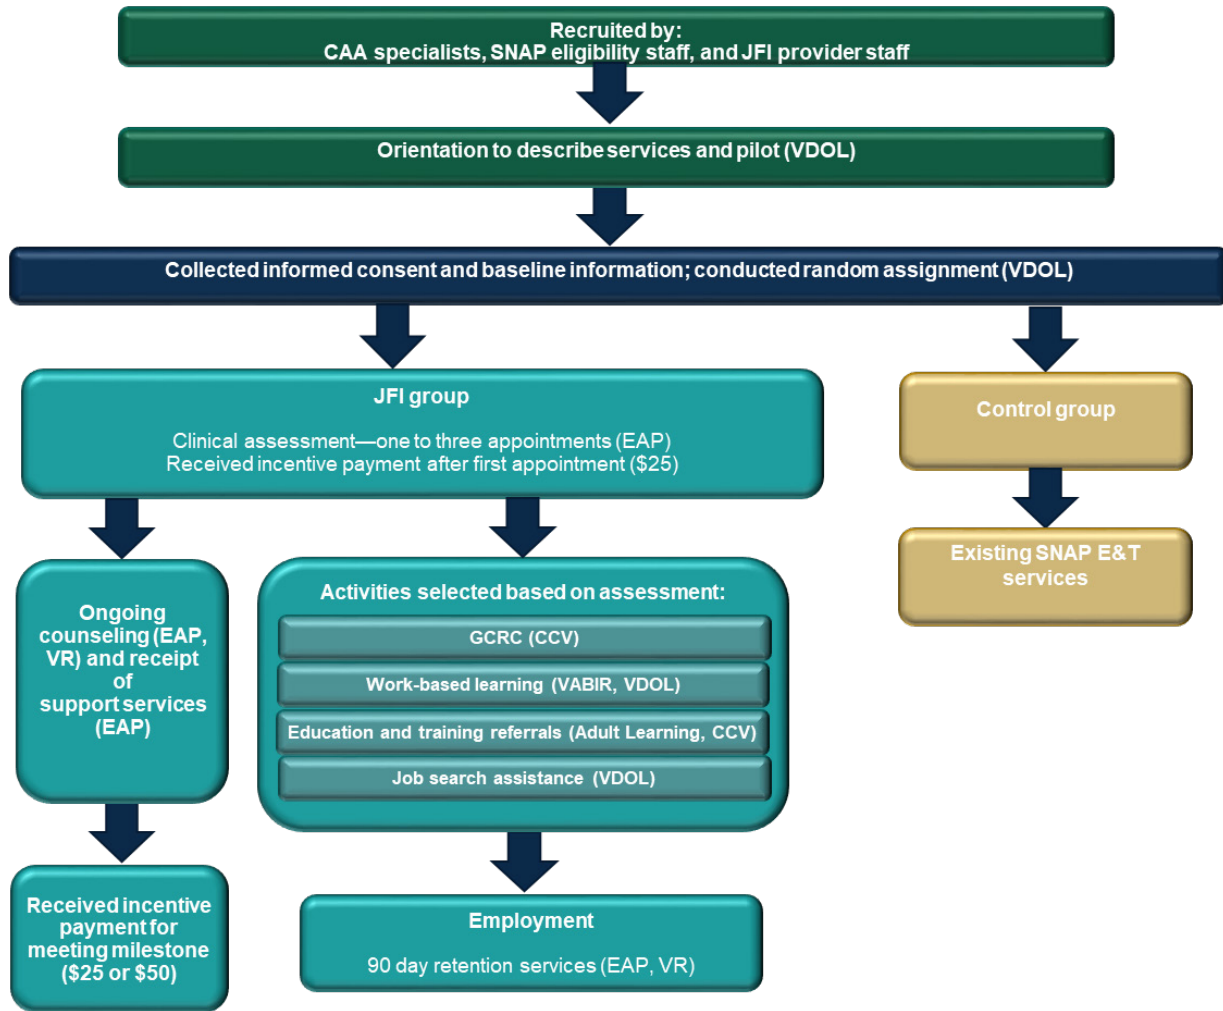 Recruited by:
CAA specialists, SNAP eligibility staff, and JFI provider staff
Orientation to describe services and pilot (VDOL)
Collected informed consent and baseline information; conducted random assignment (VDOL)
JFI group
Clinical assessment—one to three appointments (EAP)
Received incentive payment after first appointment ($25)
Control group
Existing SNAP E&T
services
Ongoing
counseling (EAP,
VR) and receipt
of
support services
(EAP)
Activities selected based on assessment:
GCRC (CCV)
Work-based learning (VABIR, VDOL)
Education and training referrals (Adult Learning, CCV)
Job search assistance (VDOL)
Received incentive
payment for
meeting milestone
($25 or $50)
Employment
90 day retention services (EAP, VR)